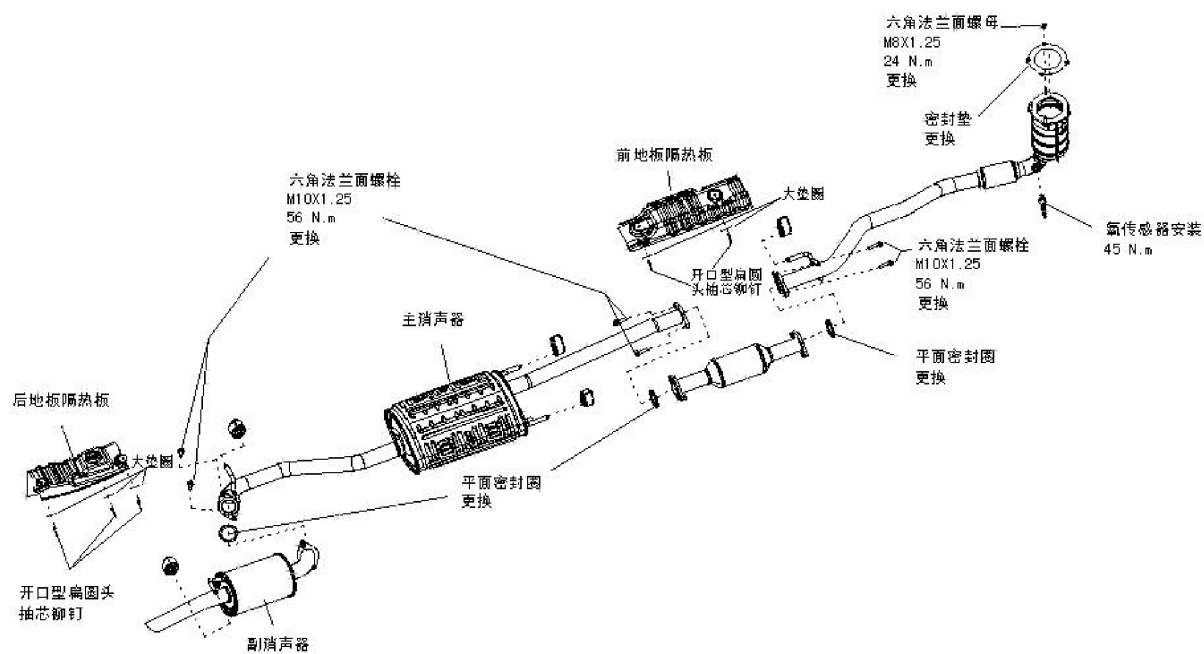 六角法兰面螺母
M8X1.25
24 N.m
更换
密封垫
更换
前地板隔热板
六角法兰面螺栓
M10X1.25
56 N.m
更换
大垫圈
氧传感器安装
45 N.m
六角法兰面螺栓
M10X1.25
56 N.m
更换
开口型扁圆
头抽芯铆钉
主消声器
平面密封圈
更换
后地板隔热板
大垫圈
平面密封圈
更换
开口型扁圆头
抽芯铆钉
副消声器